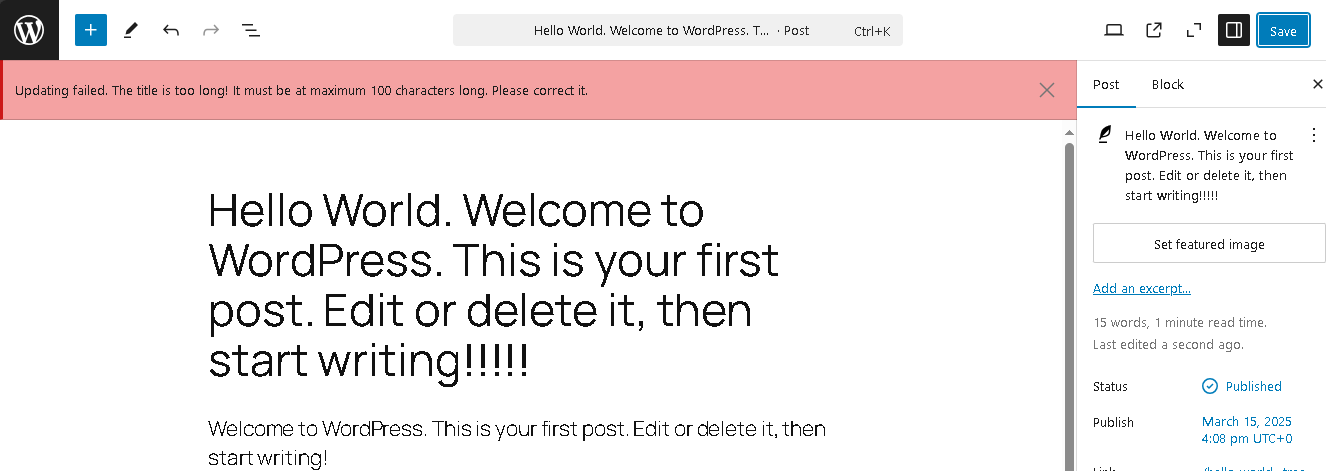 Hello World. Welcome to WordPress. T... · Post Ctrl+K
Save
Updating failed. The title is too long! It must be at maximum 100 characters long. Please correct it.
Hello World. Welcome to
WordPress. This is your first
post. Edit or delete it, then
start writing!!!!!
Welcome to WordPress. This is your first post. Edit or delete it, then
start writing!
Post Block
Hello World. Welcome to
WordPress. This is your first
post. Edit or delete it, then
start writing!!!!!
Set featured image
Add an excerpt...
15 words, 1 minute read time.
Last edited a second ago.
Status Published
Publish March 15, 2025
4:08 pm UTC+0